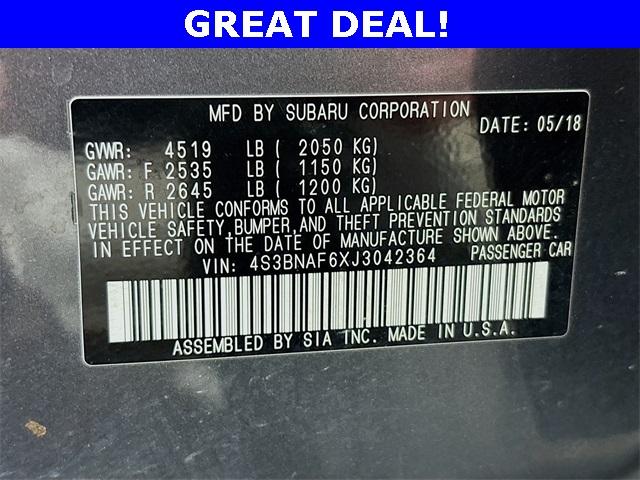 GREAT DEAL!
MFD BY SUBARU CORPORATION
DATE: 05/18
GVWR: 4519 LB ( 2050 KG)
GAWR: F 2535 LB ( 1150 KG)
GAWR: R 2645 LB ( 1200 KG)
THIS VEHICLE CONFORMS TO ALL APPLICABLE FEDERAL MOTOR
VEHICLE SAFETY,BUMPER,AND THEFT PREVENTION STANDARDS
IN EFFECT ON THE DATE OF MANUFACTURE SHOWN ABOVE.
VIN: 4S3BNAF6XJ3042364 PASSENGER CAR
ASSEMBLED BY SIA INC. MADE IN U.S.A.